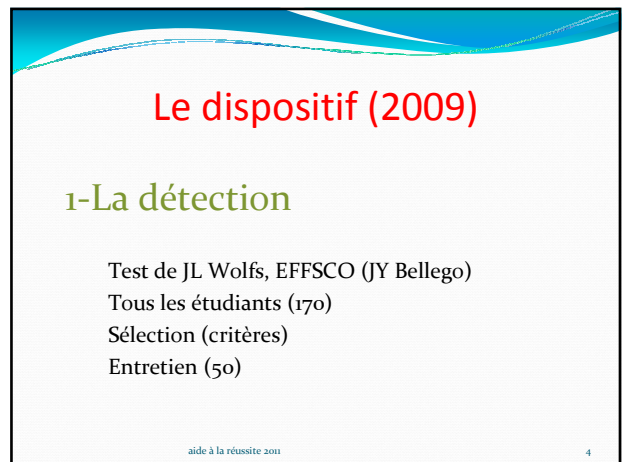 Le dispositif (2009)
1-La détection
Test de JL Wolfs, EFFSCO (JY Bellego)
Tous les étudiants (170)
Sélection (critères)
Entretien (50)
aide à la réussite 2011
4